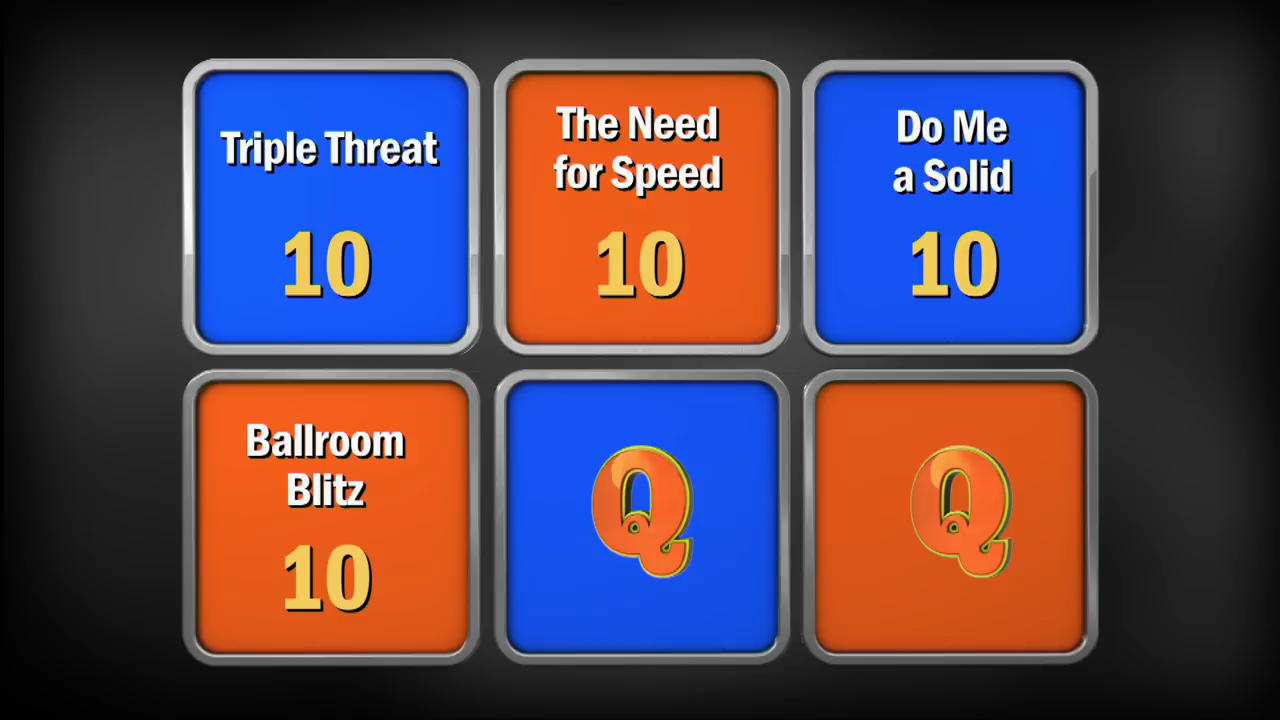 Triple Threat
10
The Need
for Speed
10
Do Me
a Solid
10
Ballroom
Blitz
10
Q
Q